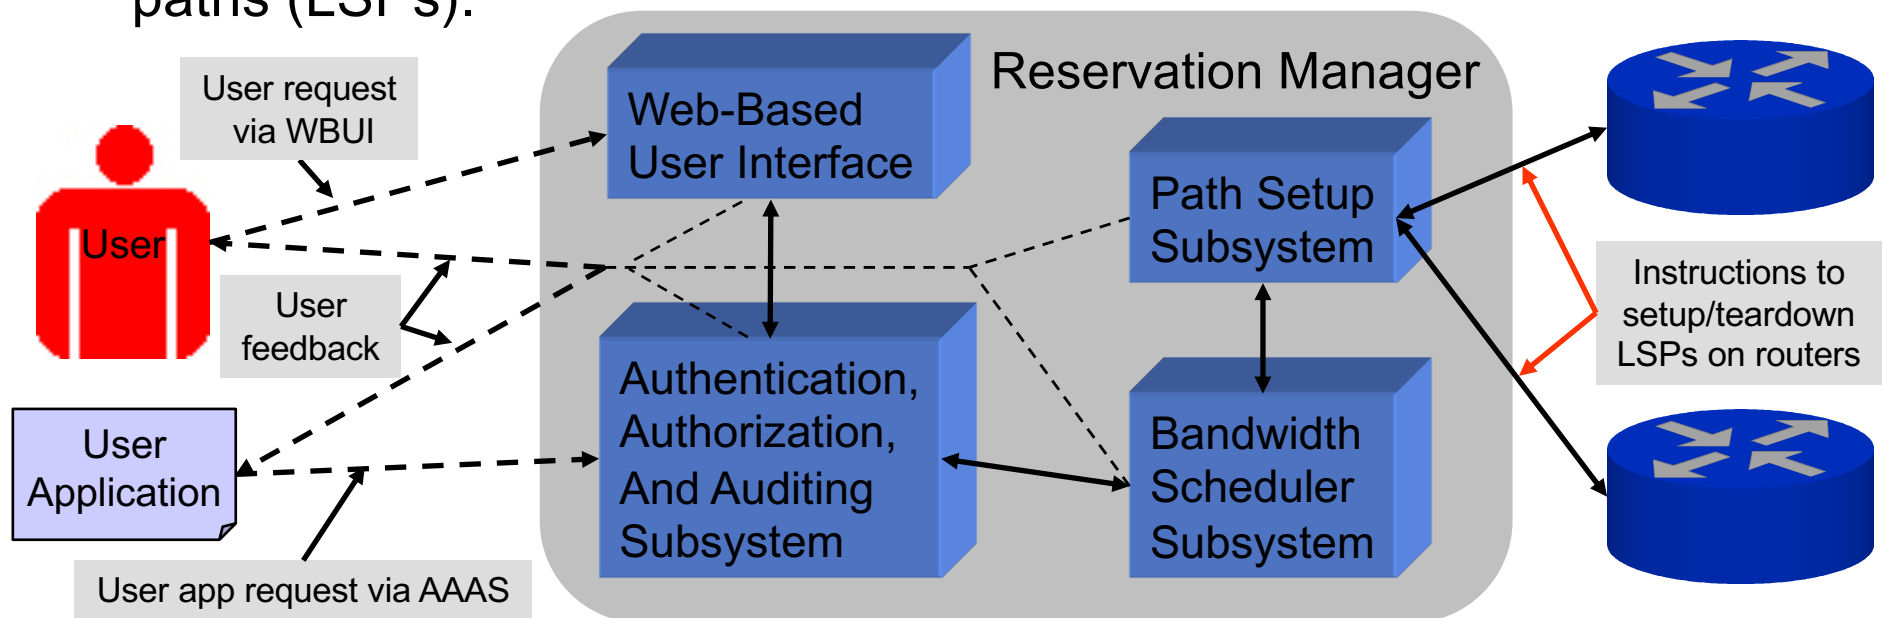 paths (LSPs).
Reservation Manager
User request
via WBUI
Web-Based
User Interface
User
Path Setup
Subsystem
User
feedback
Instructions to
setup/teardown
LSPs on routers
Authentication,
Authorization,
And Auditing
Subsystem
Bandwidth
Scheduler
Subsystem
User
Application
User app request via AAAS